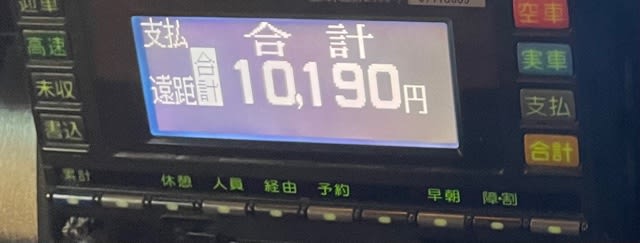 迎車
高速
未収
書込
支払 合計
遠距 合計 10,190円
空車
実車
支払
合計
累計 休憩 人員 経由 予約 早朝 障・割